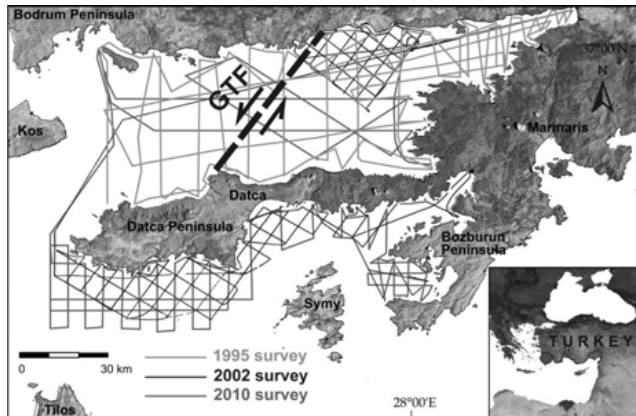 Bodrum Peninsula
37°00'N
N
GTF
Kos
Marmaris
Datca
Datca Peninsula
Bozburun
Peninsula
Symy
TURKEY
0 30 km
1995 survey
2002 survey
2010 survey
Tilos
28°00'E